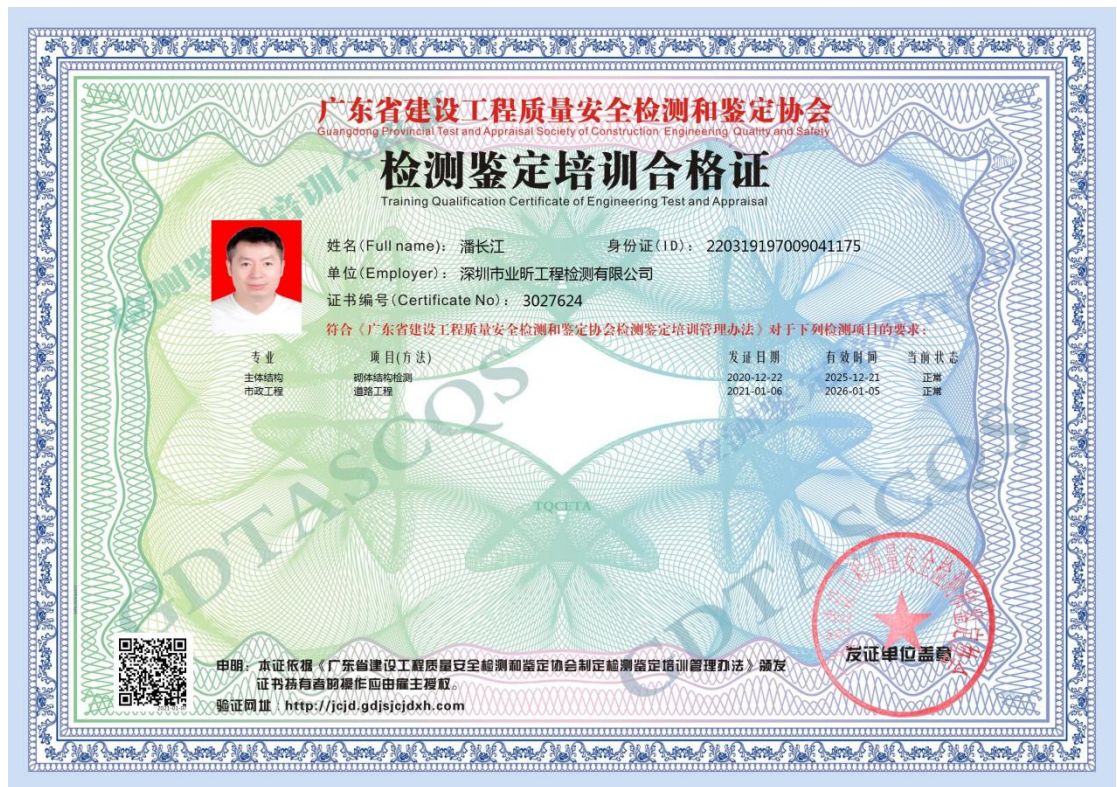 广东省建设工程质量安全检测和鉴定协会
Guangdong Provincial Test and Appraisal Society of Construction Engineering Quality and Safety
检测鉴定培训合格证
Training Qualification Certificate of Engineering Test and Appraisal
姓名(Full name): 潘长江 身份证(ID): 220319197009041175
单位(Employer): 深圳市业昕工程检测有限公司
证书编号(Certificate No): 3027624
符合《广东省建设工程质量安全检测和鉴定协会检测鉴定培训管理办法》对于下列检测项目的要求:
专业 项目(方法) 发证日期 有效时间 当前状态
主体结构 砌体结构检测 2020-12-22 2025-12-21 正常
市政工程 道路工程 2021-01-06 2026-01-05 正常
TQCETA
GDTASCQS
GDTASCQS
发证单位盖章
申明: 本证依据《广东省建设工程质量安全检测和鉴定协会制定检测鉴定培训管理办法》颁发
证书持有者的操作应由雇主授权。
验证网址: http://jcjd.gdjsjcjdxh.com